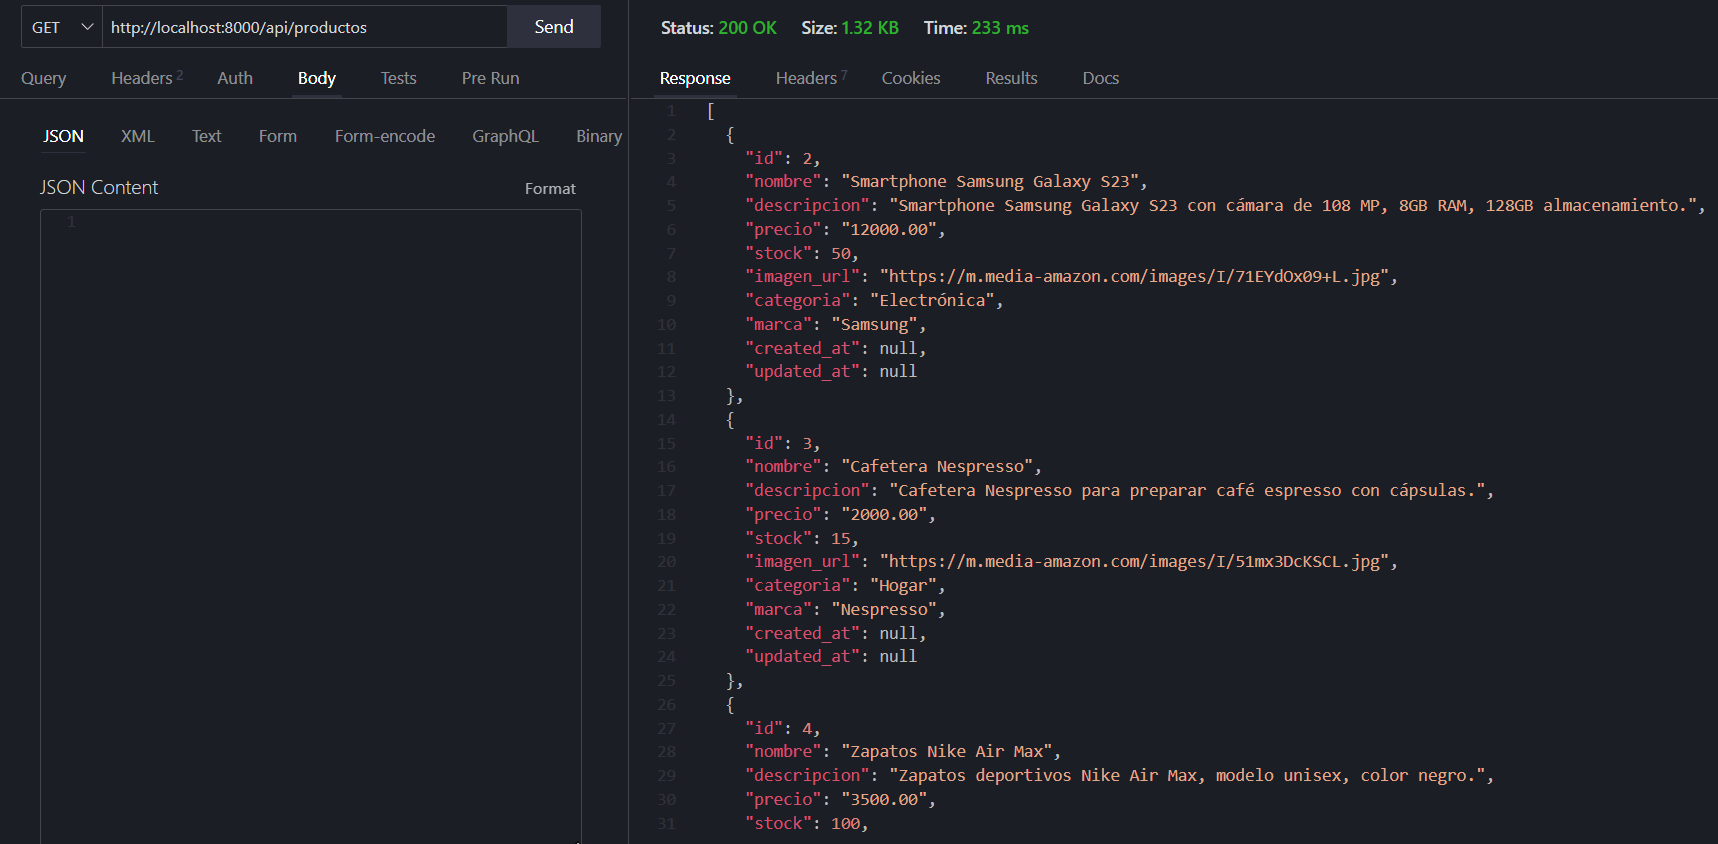 GET http://localhost:8000/api/productos Send
Query Headers 2 Auth Body Tests Pre Run
JSON XML Text Form Form-encode GraphQL Binary
JSON Content Format
1
Status: 200 OK Size: 1.32 KB Time: 233 ms
Response Headers 7 Cookies Results Docs
1 [
2 {
3 "id": 2,
4 "nombre": "Smartphone Samsung Galaxy S23",
5 "descripcion": "Smartphone Samsung Galaxy S23 con cámara de 108 MP, 8GB RAM, 128GB almacenamiento.",
6 "precio": "12000.00",
7 "stock": 50,
8 "imagen_url": "https://m.media-amazon.com/images/I/71EYdOx09+L.jpg",
9 "categoria": "Electrónica",
10 "marca": "Samsung",
11 "created_at": null,
12 "updated_at": null
13 },
14 {
15 "id": 3,
16 "nombre": "Cafetera Nespresso",
17 "descripcion": "Cafetera Nespresso para preparar café espresso con cápsulas.",
18 "precio": "2000.00",
19 "stock": 15,
20 "imagen_url": "https://m.media-amazon.com/images/I/51mx3DcKSCL.jpg",
21 "categoria": "Hogar",
22 "marca": "Nespresso",
23 "created_at": null,
24 "updated_at": null
25 },
26 {
27 "id": 4,
28 "nombre": "Zapatos Nike Air Max",
29 "descripcion": "Zapatos deportivos Nike Air Max, modelo unisex, color negro.",
30 "precio": "3500.00",
31 "stock": 100,